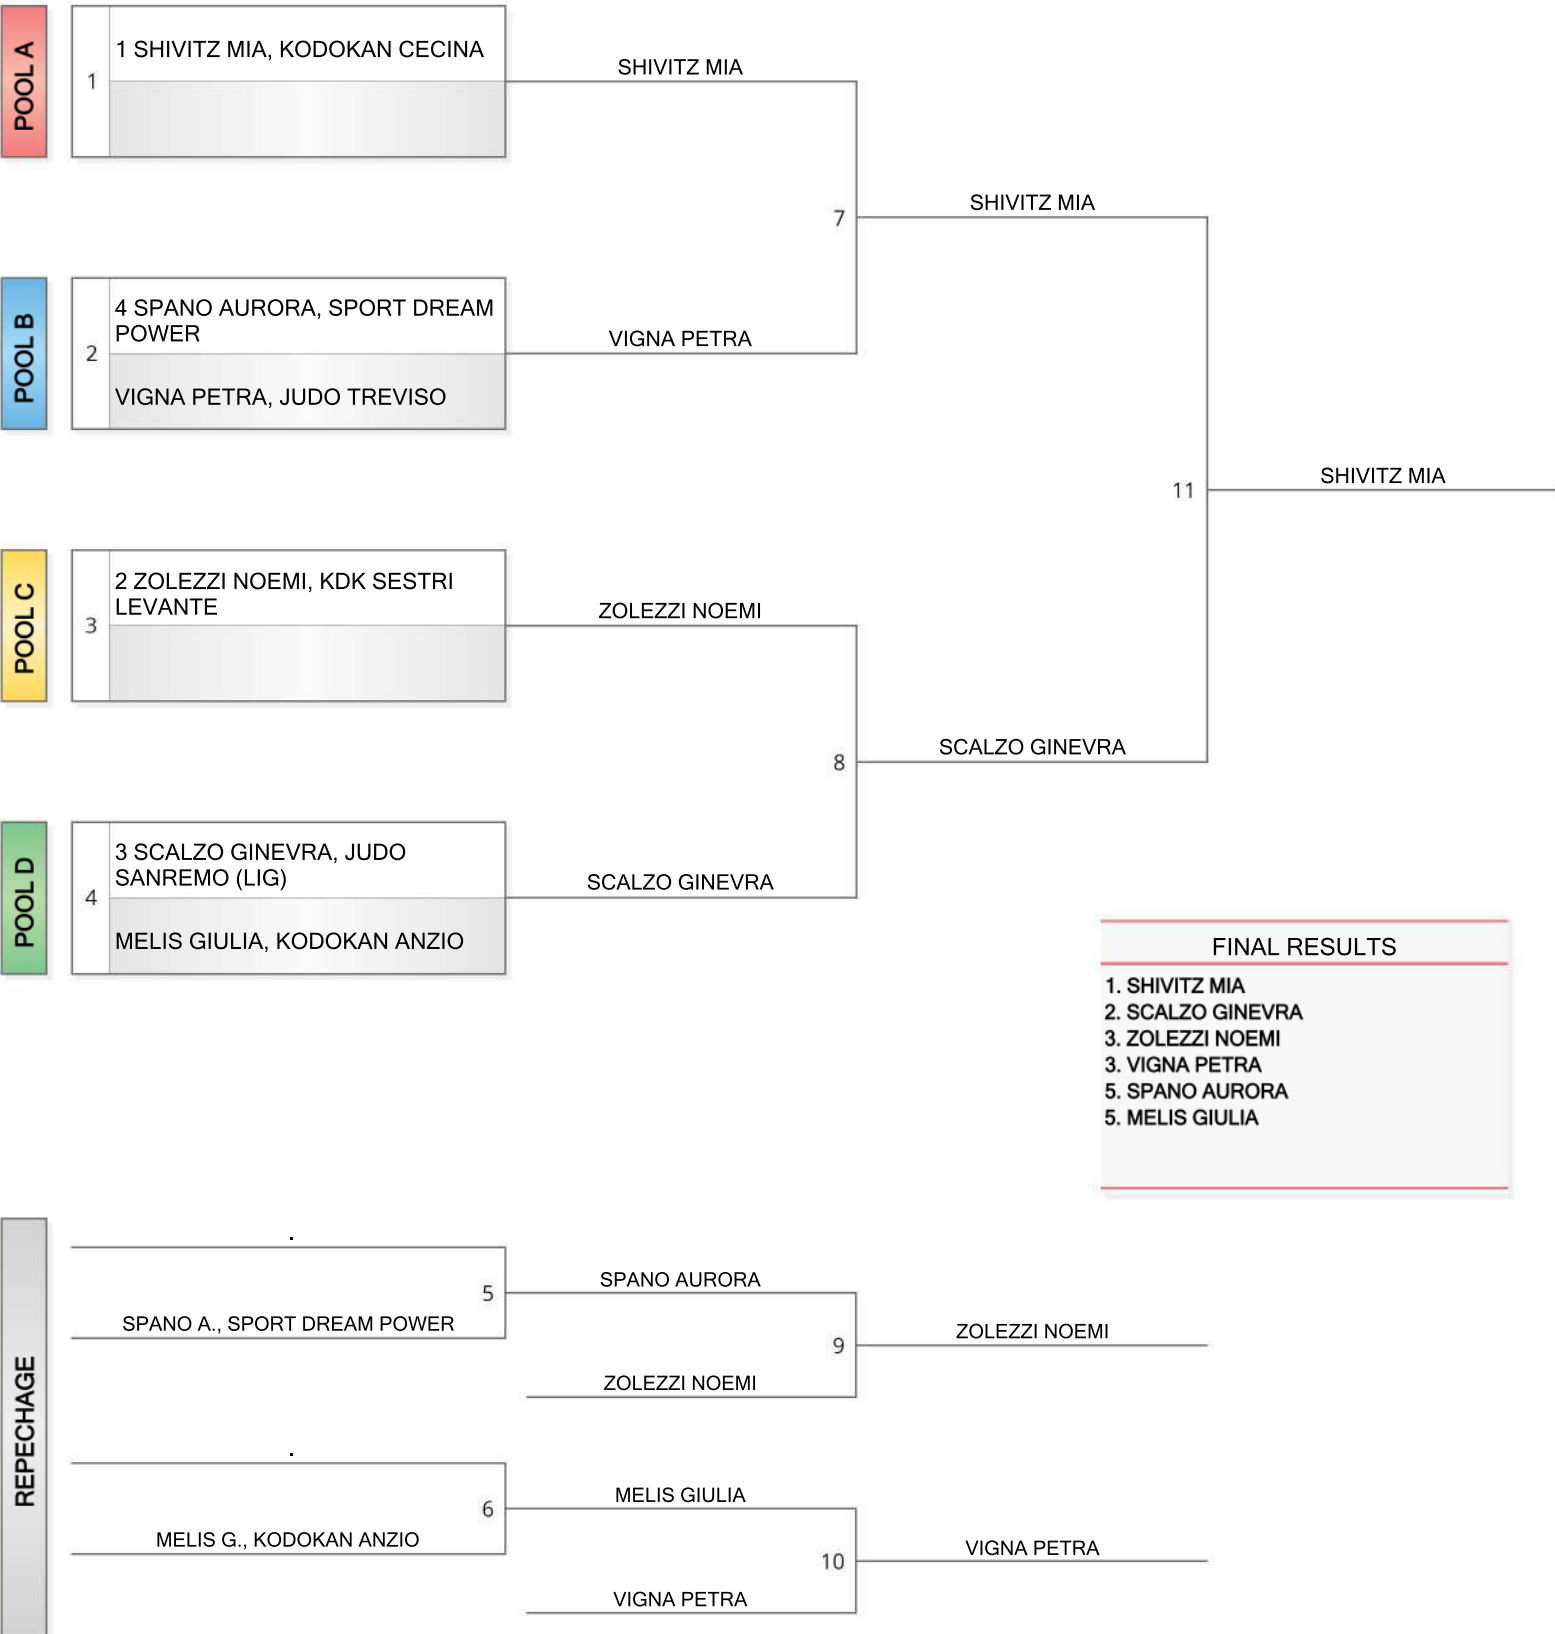 POOL A
1
1 SHIVITZ MIA, KODOKAN CECINA
SHIVITZ MIA
7
SHIVITZ MIA
POOL B
2
4 SPANO AURORA, SPORT DREAM
POWER
VIGNA PETRA, JUDO TREVISO
VIGNA PETRA
11
SHIVITZ MIA
POOL C
3
2 ZOLEZZI NOEMI, KDK SESTRI
LEVANTE
ZOLEZZI NOEMI
8
SCALZO GINEVRA
POOL D
4
3 SCALZO GINEVRA, JUDO
SANREMO (LIG)
MELIS GIULIA, KODOKAN ANZIO
SCALZO GINEVRA
FINAL RESULTS
1. SHIVITZ MIA
2. SCALZO GINEVRA
3. ZOLEZZI NOEMI
3. VIGNA PETRA
5. SPANO AURORA
5. MELIS GIULIA
REPECHAGE
.
5
SPANO A., SPORT DREAM POWER
SPANO AURORA
9
ZOLEZZI NOEMI
ZOLEZZI NOEMI
.
6
MELIS G., KODOKAN ANZIO
MELIS GIULIA
10
VIGNA PETRA
VIGNA PETRA